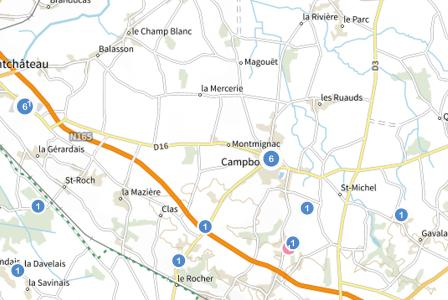 Branducas
la Rivière
le Parc
le Champ Blanc
Balasson
Magouët
ntchâteau
D3
la Mercerie
les Ruauds
6
N165
D16
Montmignac
la Gérardais
Campbo
6
St-Roch
la Mazière
St-Michel
1
Clas
1
1
1
Gavala
1
1
la Davelais
1
la Savinais
le Rocher